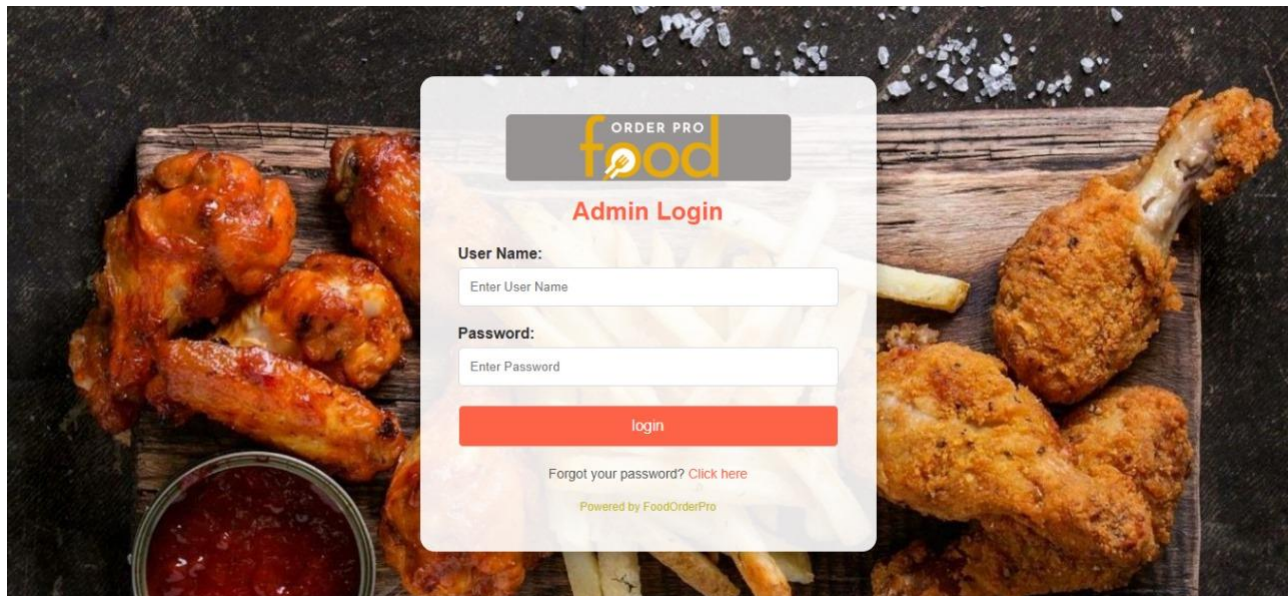 ORDER PRO
food
Admin Login
User Name:
Enter User Name
Password:
Enter Password
login
Forgot your password? Click here
Powered by FoodOrderPro